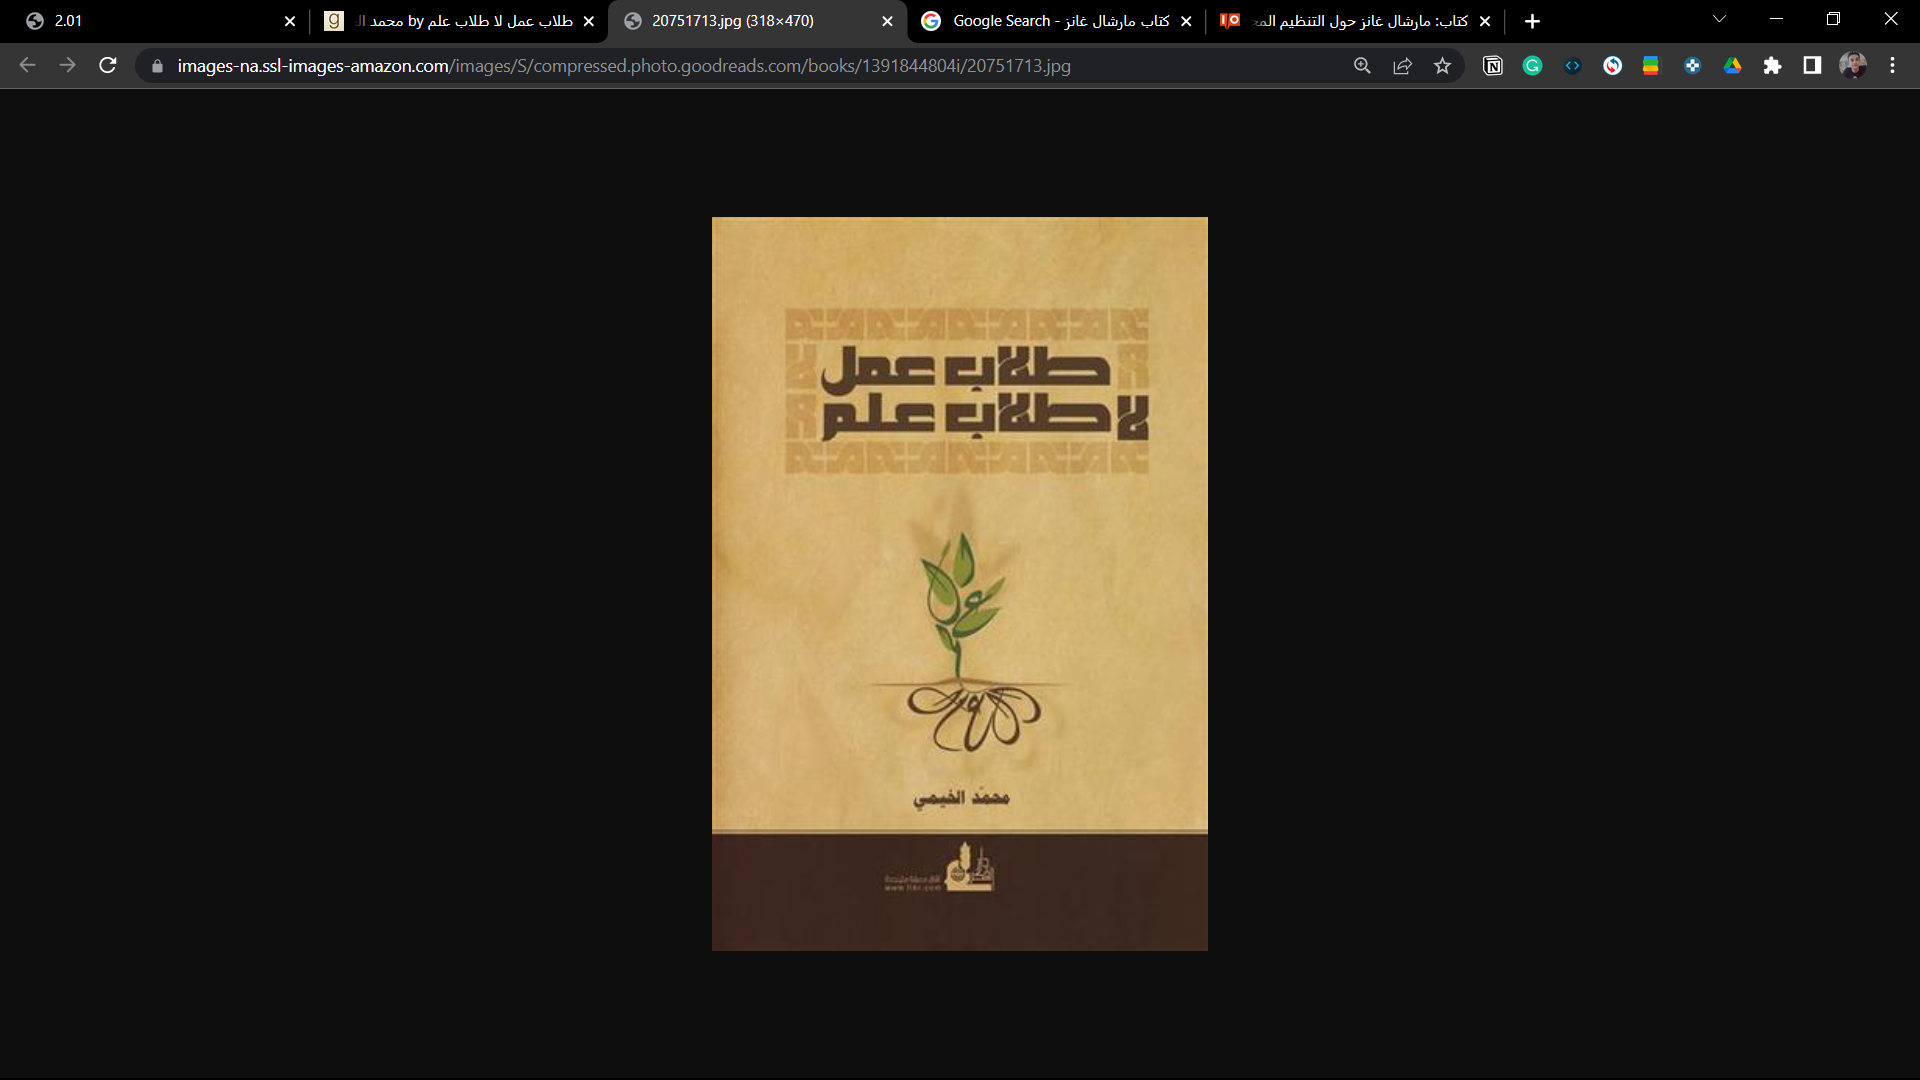 2.01
طلاب عمل لا طلاب علم by محمد ال
20751713.jpg (318×470)
كتاب مارشال غانز - Google Search
كتاب: مارشال غانز حول التنظيم المج
images-na.ssl-images-amazon.com/images/S/compressed.photo.goodreads.com/books/1391844804i/20751713.jpg
طلاب عمل
لا طلاب علم
محمد الخيمي